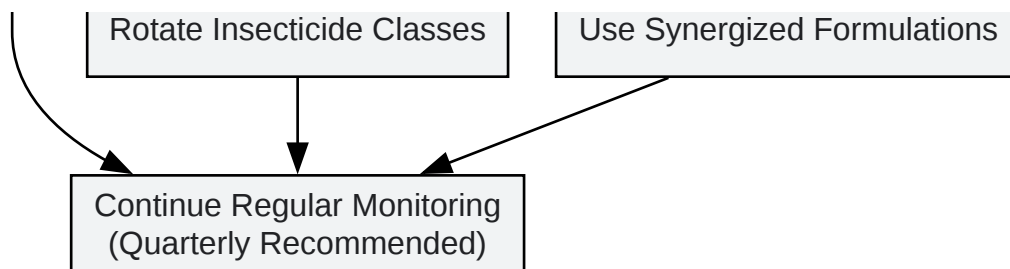 Rotate Insecticide Classes
Use Synergized Formulations
Continue Regular Monitoring
(Quarterly Recommended)